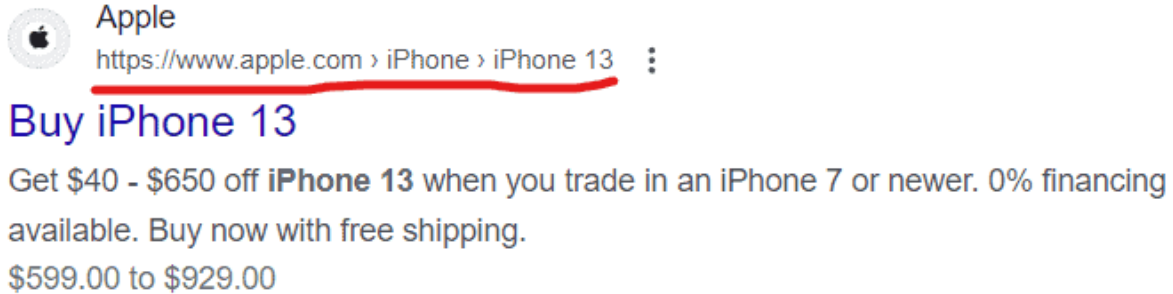 Apple
https://www.apple.com › iPhone › iPhone 13
Buy iPhone 13
Get $40 - $650 off iPhone 13 when you trade in an iPhone 7 or newer. 0% financing
available. Buy now with free shipping.
$599.00 to $929.00